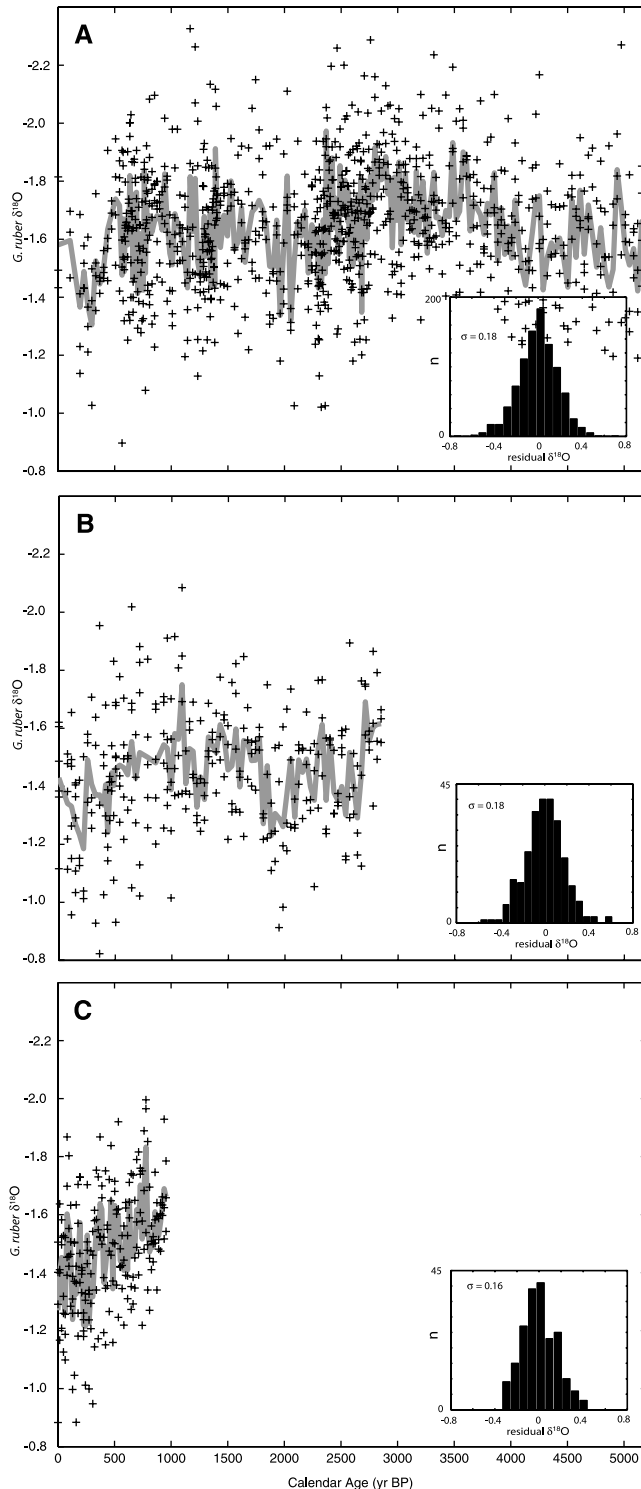 A
-2.2
-2.0
-1.8
-1.6
-1.4
-1.2
-1.0
-0.8
G. ruber δ¹⁸O
200
n
0
σ = 0.18
-0.8 -0.4 0 0.4 0.8
residual δ¹⁸O
B
-2.2
-2.0
-1.8
-1.6
-1.4
-1.2
-1.0
-0.8
G. ruber δ¹⁸O
45
n
0
σ = 0.18
-0.8 -0.4 0 0.4 0.8
residual δ¹⁸O
C
-2.2
-2.0
-1.8
-1.6
-1.4
-1.2
-1.0
-0.8
G. ruber δ¹⁸O
45
n
0
σ = 0.16
-0.8 -0.4 0 0.4 0.8
residual δ¹⁸O
0 500 1000 1500 2000 2500 3000 3500 4000 4500 5000
Calendar Age (yr BP)